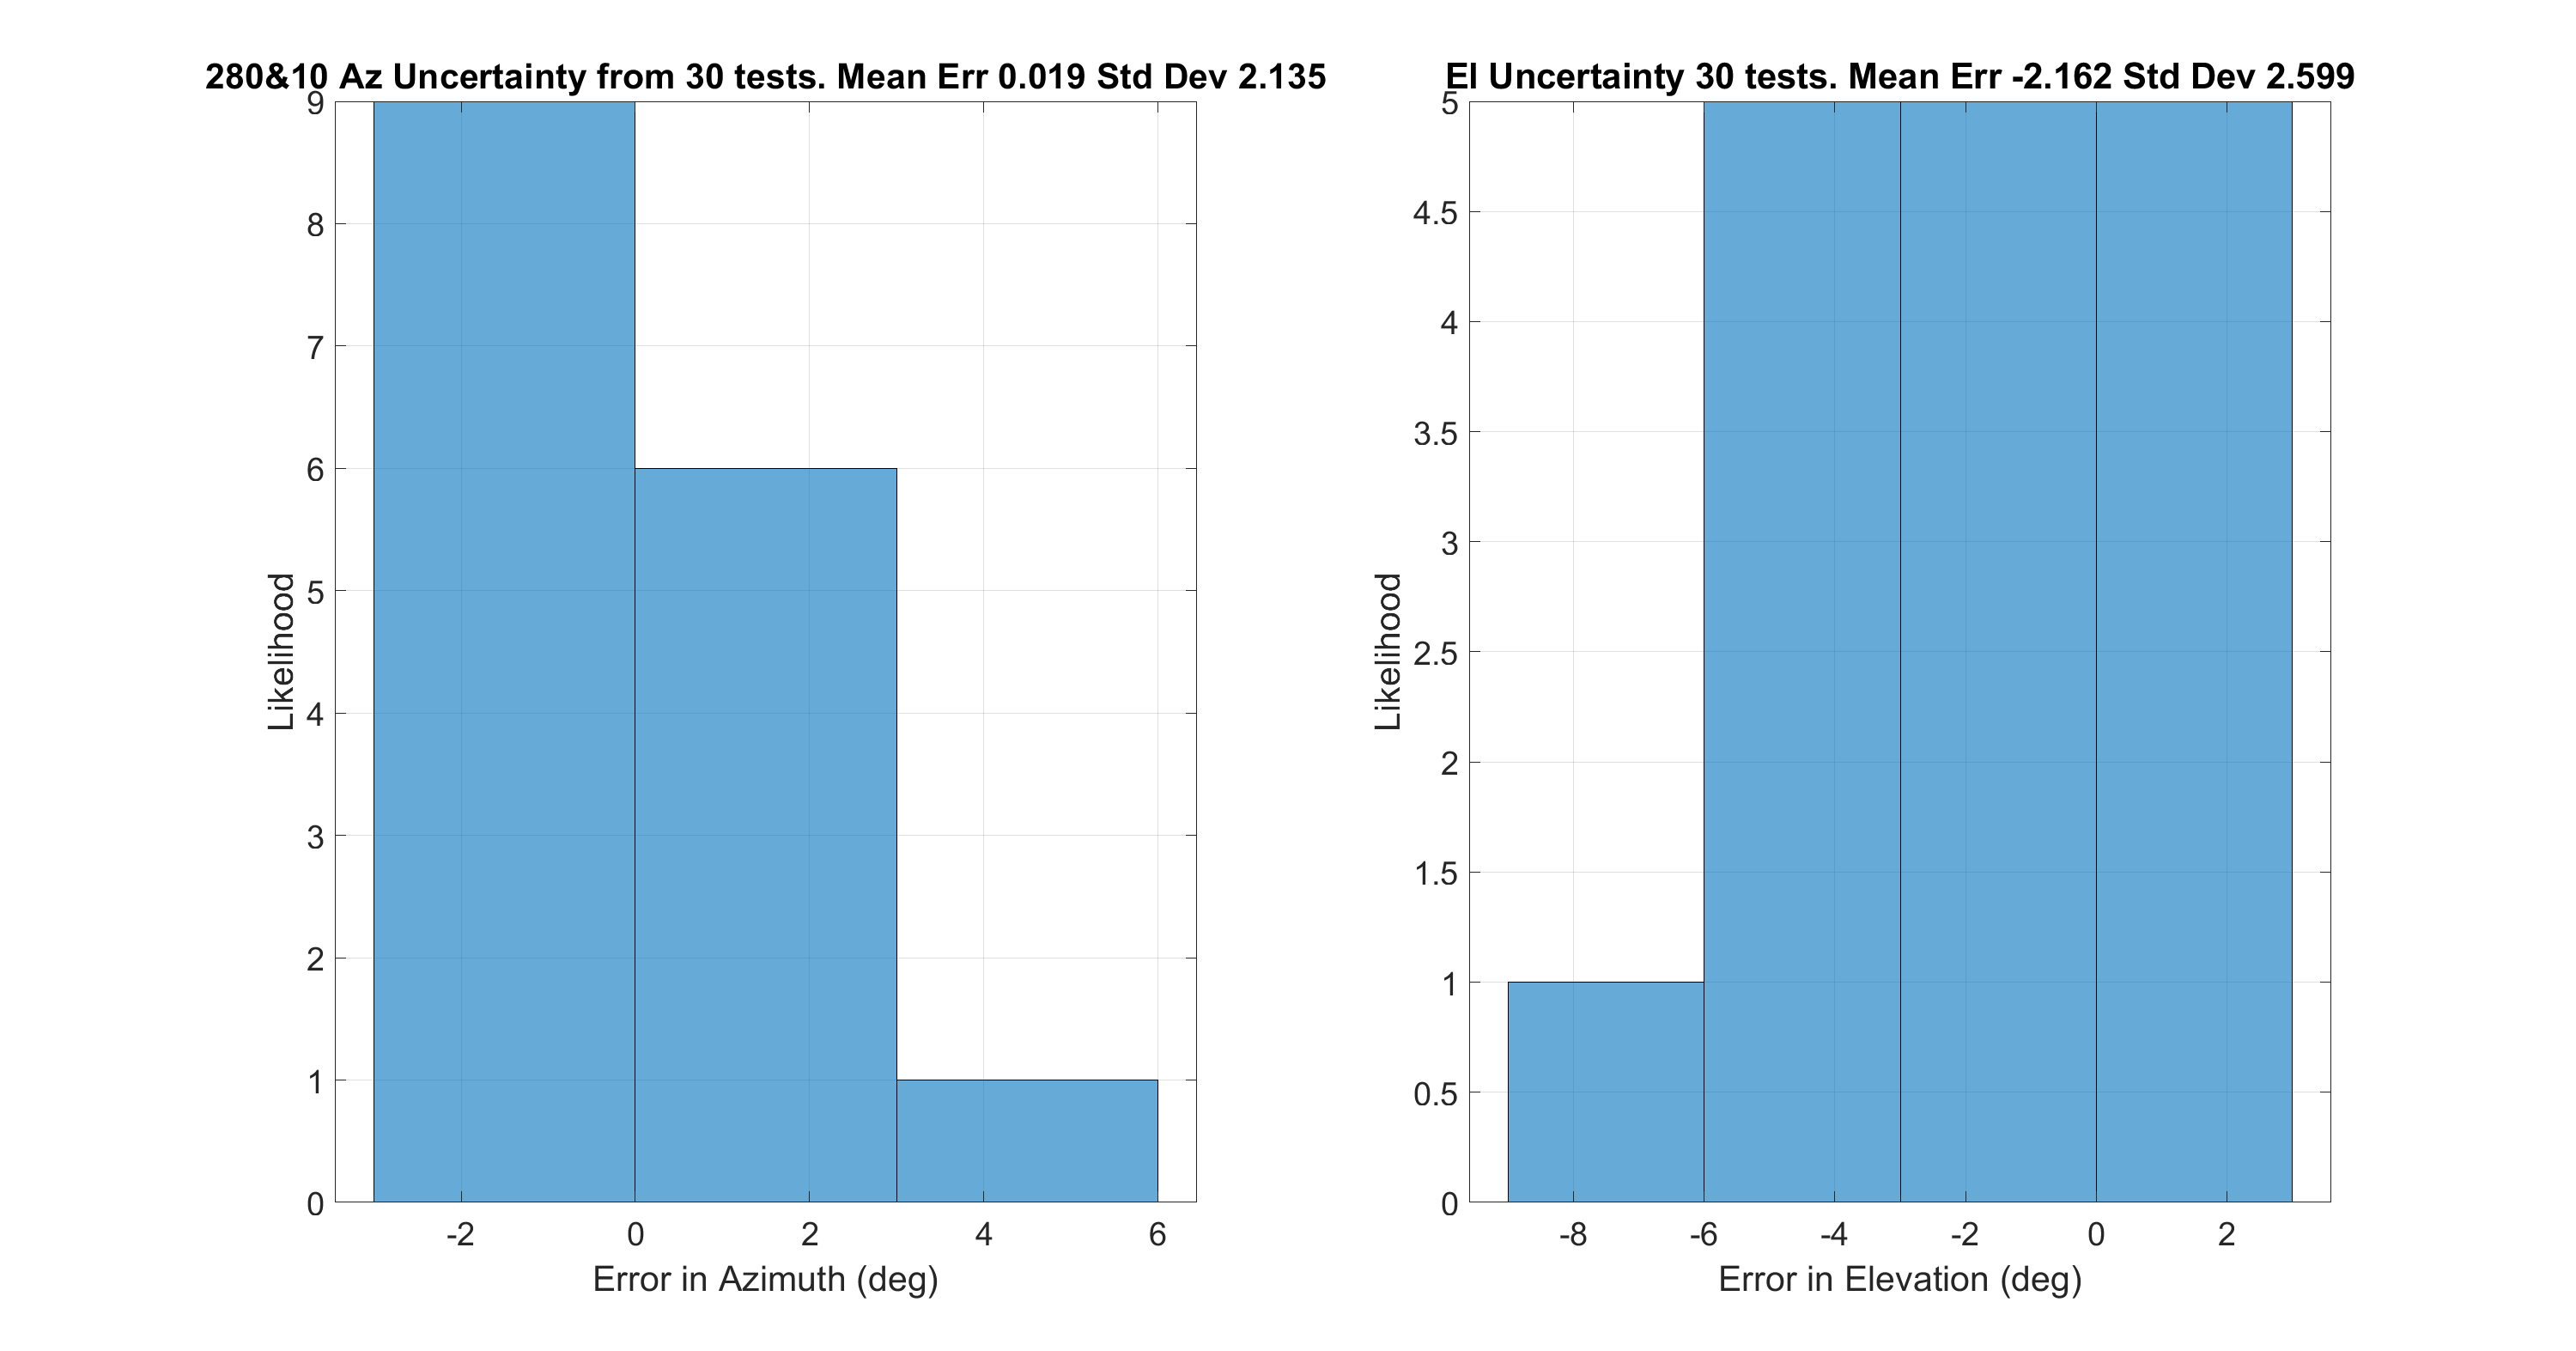 280&10 Az Uncertainty from 30 tests. Mean Err 0.019 Std Dev 2.135
9
8
7
6
5
4
3
2
1
0
Likelihood
-2 0 2 4 6
Error in Azimuth (deg)
El Uncertainty 30 tests. Mean Err -2.162 Std Dev 2.599
5
4.5
4
3.5
3
2.5
2
1.5
1
0.5
0
Likelihood
-8 -6 -4 -2 0 2
Error in Elevation (deg)